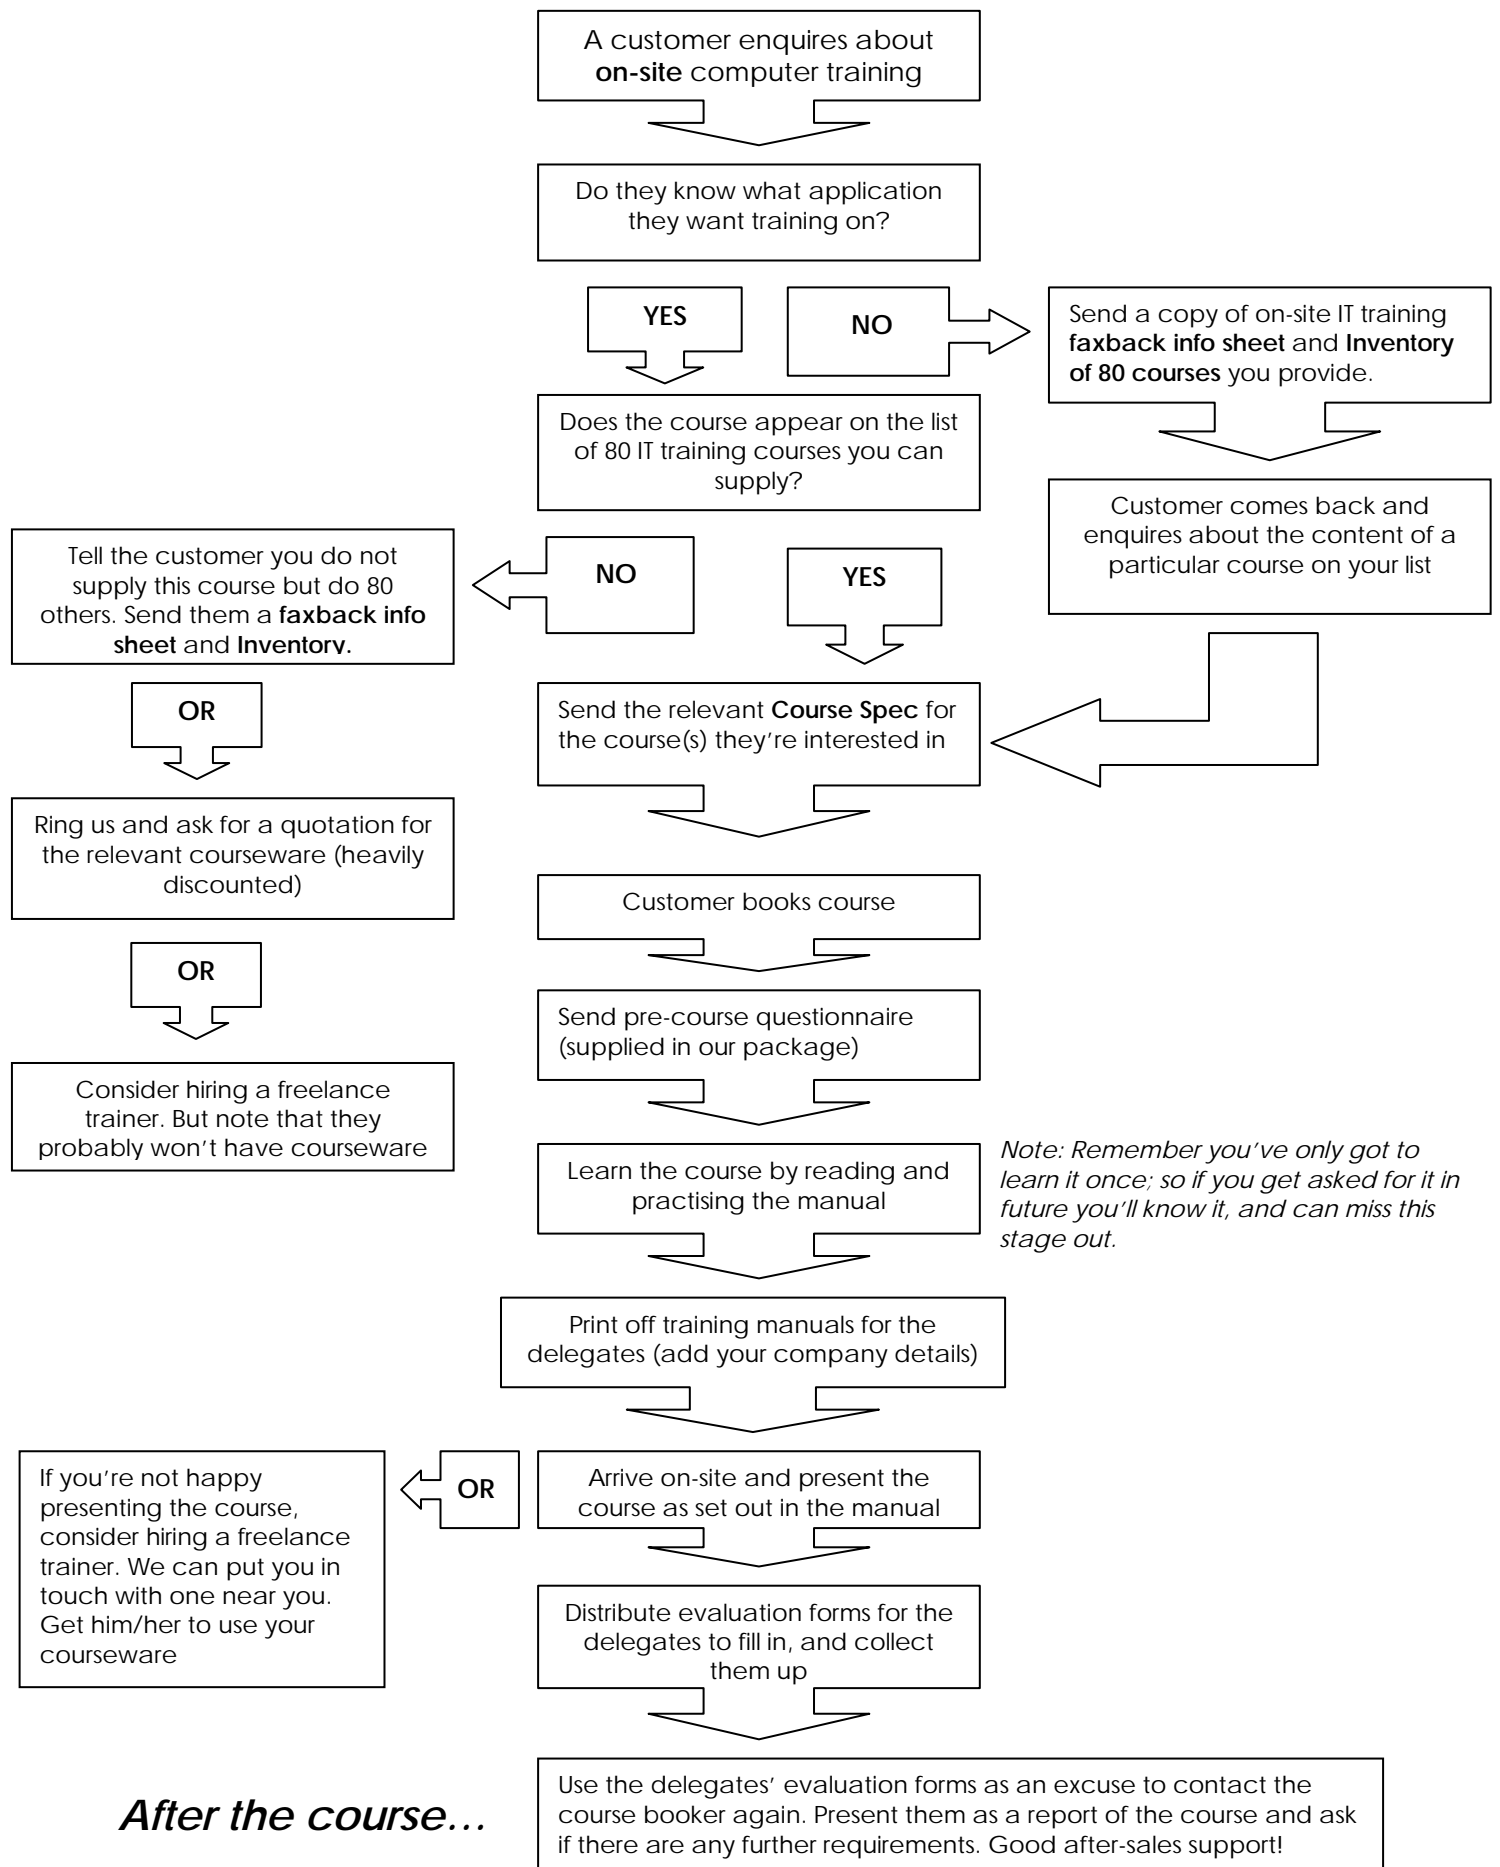 A customer enquires about
on-site computer training
Do they know what application
they want training on?
YES
NO
Send a copy of on-site IT training
faxback info sheet and Inventory
of 80 courses you provide.
Does the course appear on the list
of 80 IT training courses you can
supply?
Customer comes back and
enquires about the content of a
particular course on your list
Tell the customer you do not
supply this course but do 80
others. Send them a faxback info
sheet and Inventory.
NO
YES
OR
Send the relevant Course Spec for
the course(s) they're interested in
Ring us and ask for a quotation for
the relevant courseware (heavily
discounted)
Customer books course
OR
Send pre-course questionnaire
(supplied in our package)
Consider hiring a freelance
trainer. But note that they
probably won't have courseware
Learn the course by reading and
practising the manual
Note: Remember you've only got to
learn it once; so if you get asked for it in
future you'll know it, and can miss this
stage out.
Print off training manuals for the
delegates (add your company details)
If you're not happy
presenting the course,
consider hiring a freelance
trainer. We can put you in
touch with one near you.
Get him/her to use your
courseware
OR
Arrive on-site and present the
course as set out in the manual
Distribute evaluation forms for the
delegates to fill in, and collect
them up
After the course...
Use the delegates' evaluation forms as an excuse to contact the
course booker again. Present them as a report of the course and ask
if there are any further requirements. Good after-sales support!